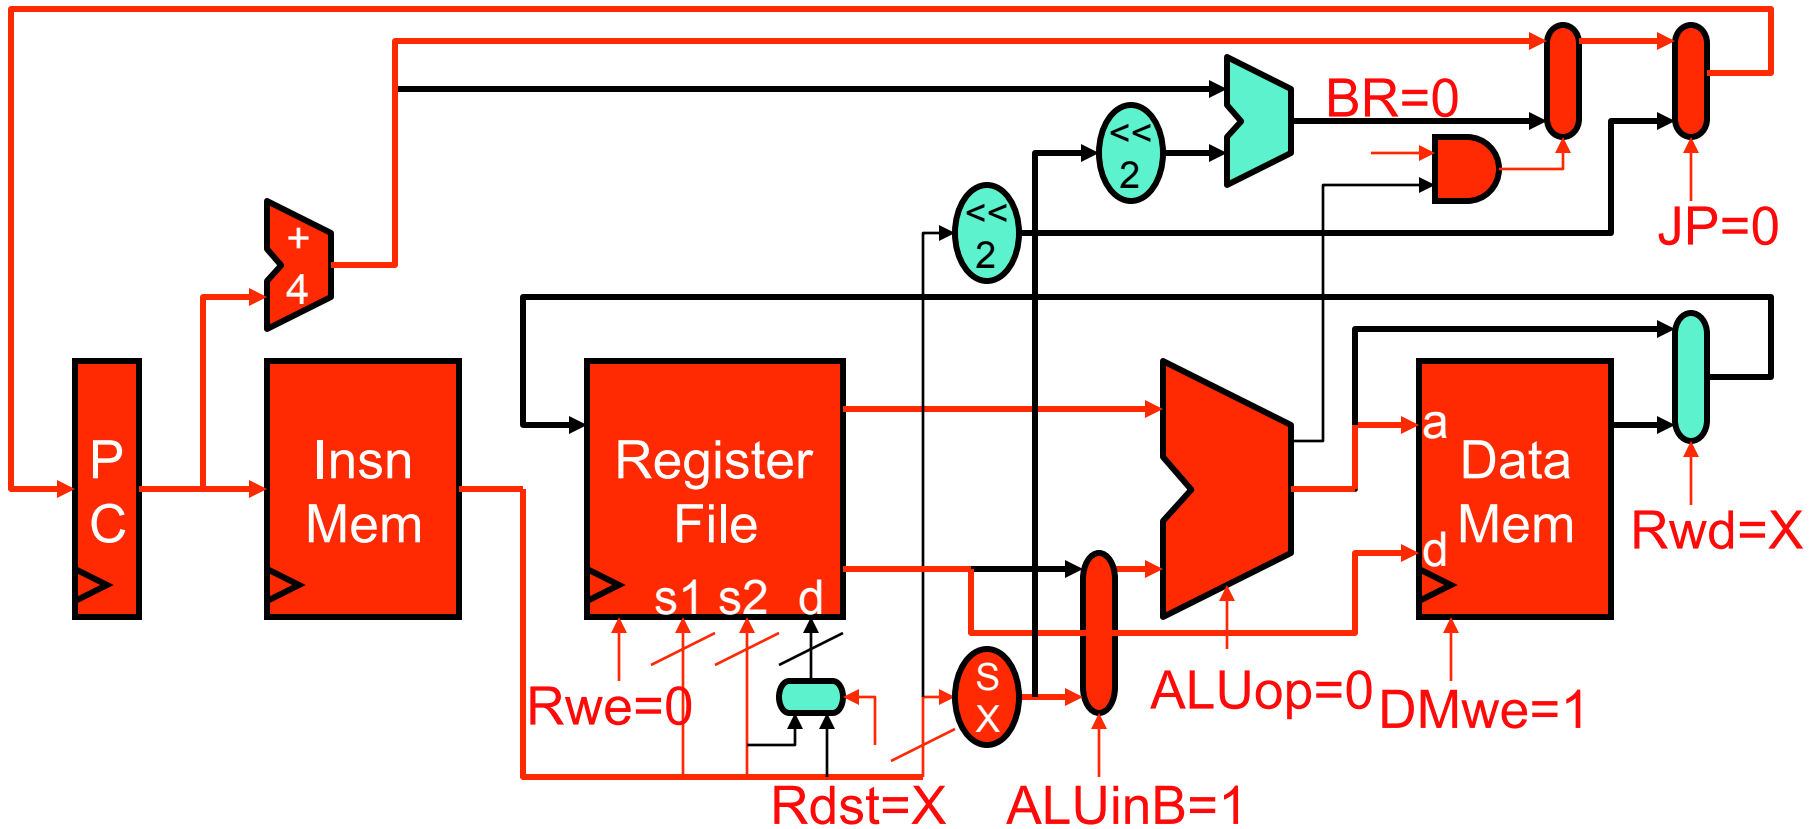 BR=0
<<
2
<<
2
JP=0
+
4
P
C
Insn
Mem
Register
File
s1 s2 d
a
d
Data
Mem
Rwd=X
S
X
Rwe=0
ALUop=0
DMwe=1
Rdst=X
ALUinB=1